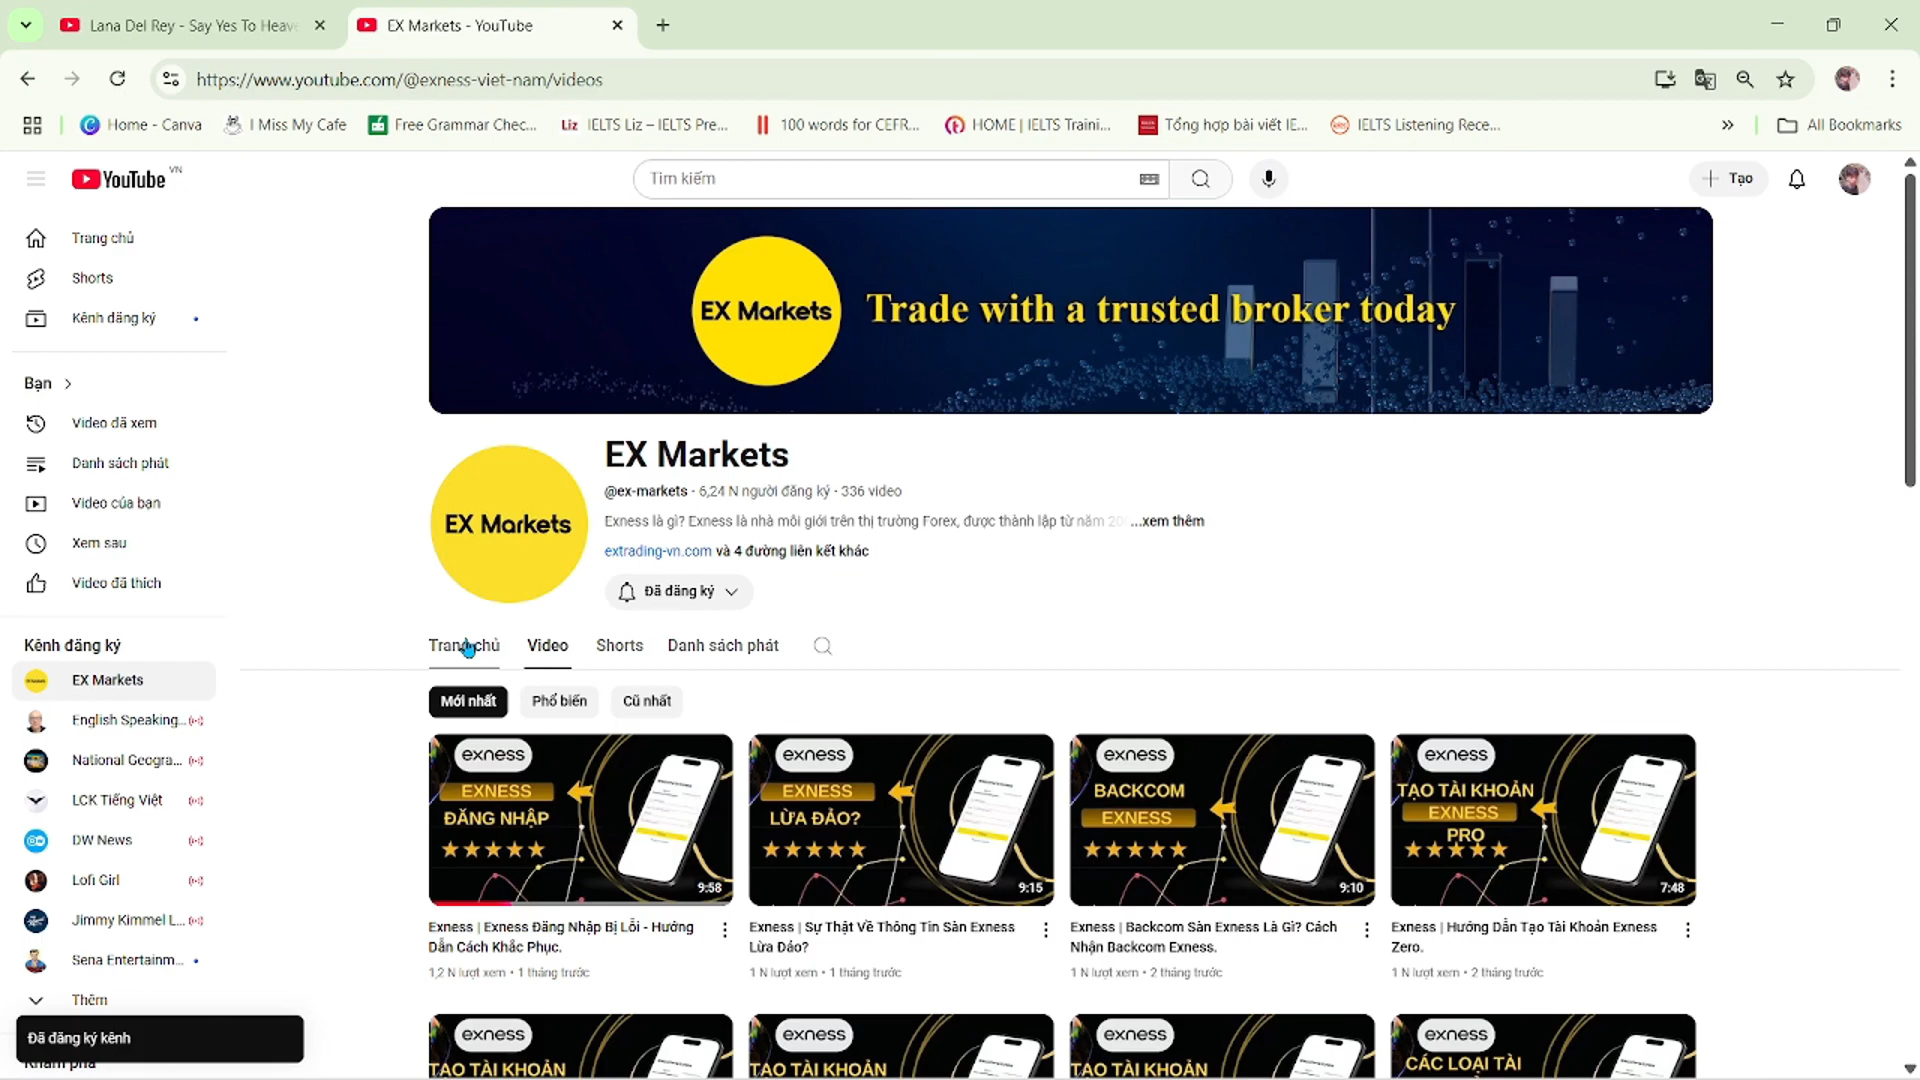 Lana Del Rey - Say Yes To Heave
EX Markets - YouTube
https://www.youtube.com/@exness-viet-nam/videos
Home - Canva
I Miss My Cafe
Free Grammar Chec...
Liz IELTS Liz – IELTS Pre...
100 words for CEFR...
HOME | IELTS Traini...
Tổng hợp bài viết IE...
IELTS Listening Rece...
All Bookmarks
YouTube VN
Tìm kiếm
Tạo
Trang chủ
Shorts
Kênh đăng ký
Bạn
Video đã xem
Danh sách phát
Video của bạn
Xem sau
Video đã thích
Kênh đăng ký
EX Markets
English Speaking...
National Geogra...
LCK Tiếng Việt
DW News
Lofi Girl
Jimmy Kimmel L...
Sena Entertainm...
Thêm
Đã đăng ký kênh
Khám phá
EX Markets
Trade with a trusted broker today
EX Markets
EX Markets
@ex-markets · 6,24 N người đăng ký · 336 video
Exness là gì? Exness là nhà môi giới trên thị trường Forex, được thành lập từ năm 20 ...xem thêm
extrading-vn.com và 4 đường liên kết khác
Đã đăng ký
Trang chủ
Video
Shorts
Danh sách phát
Mới nhất
Phổ biến
Cũ nhất
exness
EXNESS
ĐĂNG NHẬP
9:58
Exness | Exness Đăng Nhập Bị Lỗi - Hướng
Dẫn Cách Khắc Phục.
1,2 N lượt xem • 1 tháng trước
exness
EXNESS
LỪA ĐẢO?
9:15
Exness | Sự Thật Về Thông Tin Sàn Exness
Lừa Đảo?
1 N lượt xem • 1 tháng trước
exness
BACKCOM
EXNESS
9:10
Exness | Backcom Sàn Exness Là Gì? Cách
Nhận Backcom Exness.
1 N lượt xem • 2 tháng trước
exness
TẠO TÀI KHOẢN
EXNESS
PRO
7:48
Exness | Hướng Dẫn Tạo Tài Khoản Exness
Zero.
1 N lượt xem • 2 tháng trước
exness
TẠO TÀI KHOẢN
exness
TẠO TÀI KHOẢN
exness
TẠO TÀI KHOẢN
exness
CÁC LOẠI TÀI